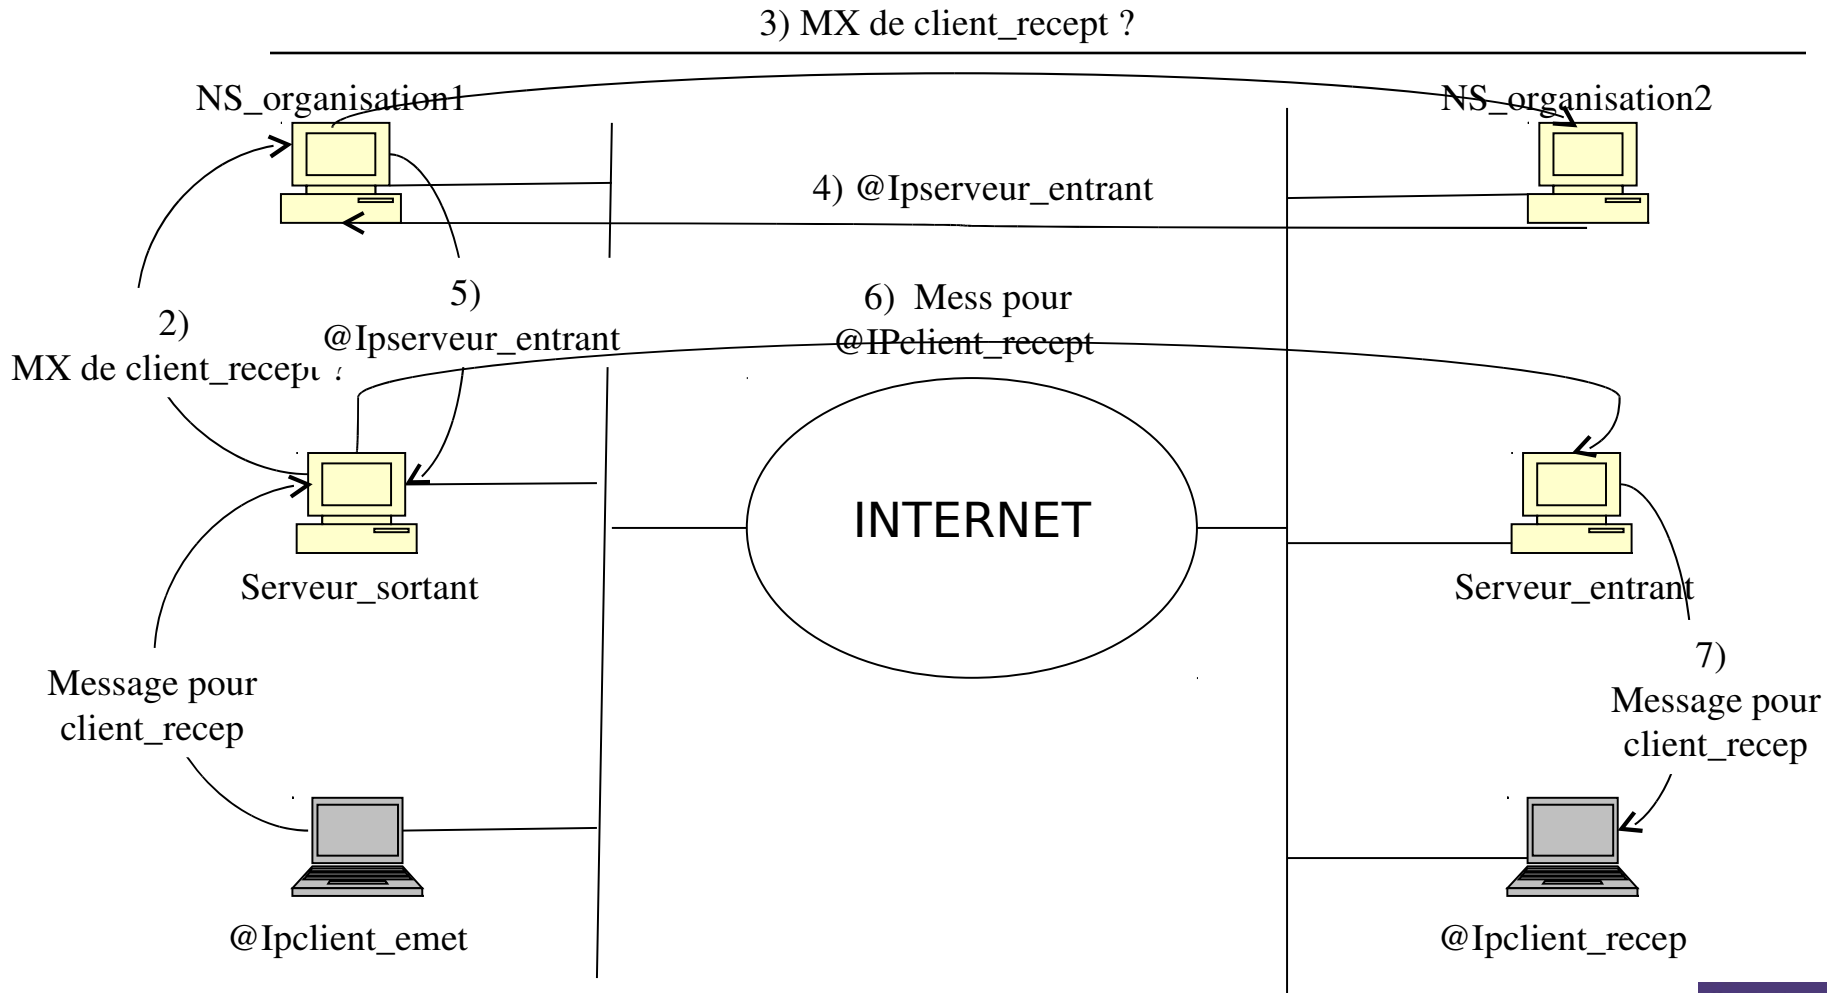 3) MX de client_recept ?
NS_organisation1
NS_organisation2
4) @Ipserveur_entrant
5)
@Ipserveur_entrant
6) Mess pour
@IPclient_recept
2)
MX de client_recept ?
INTERNET
Serveur_sortant
Serveur_entrant
Message pour
client_recep
7)
Message pour
client_recep
@Ipclient_emet
@Ipclient_recep